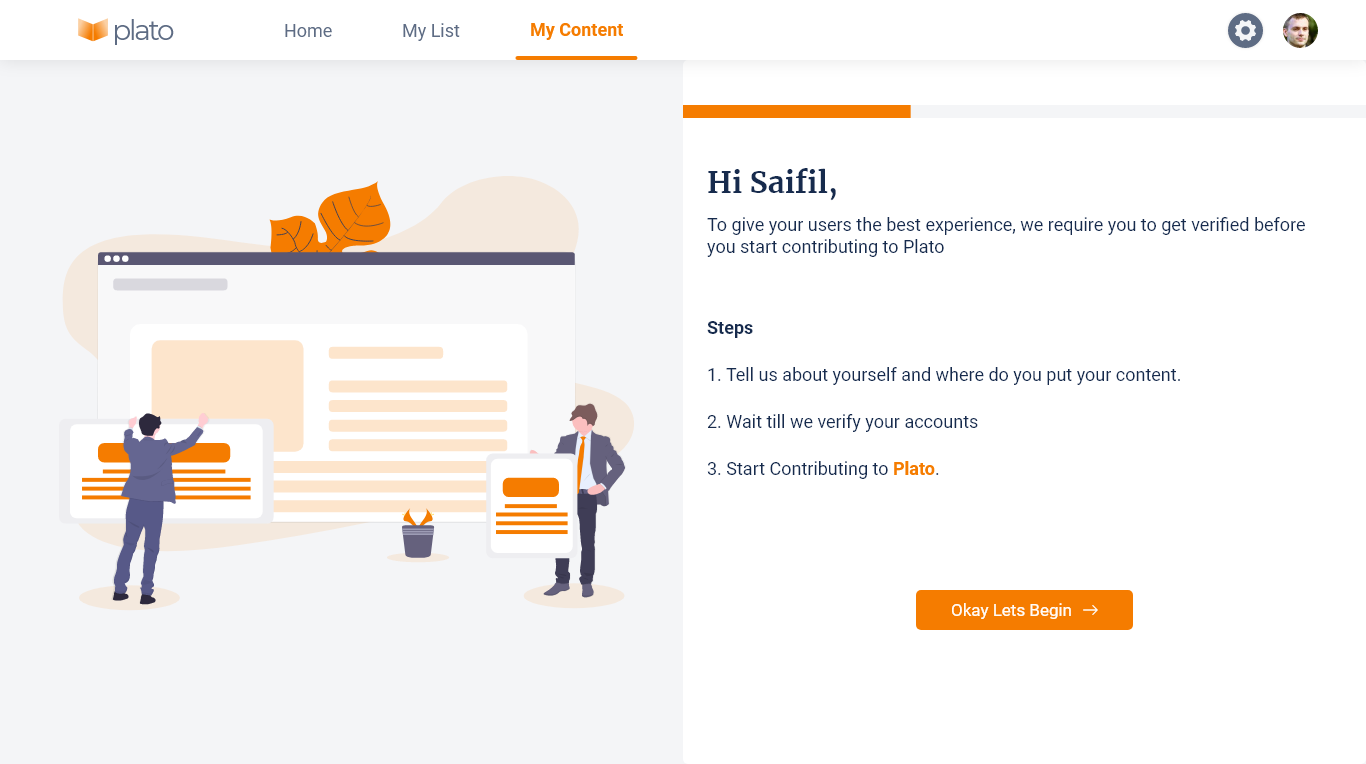 plato
Home
My List
My Content
Hi Saifil,
To give your users the best experience, we require you to get verified before
you start contributing to Plato
Steps
1. Tell us about yourself and where do you put your content.
2. Wait till we verify your accounts
3. Start Contributing to Plato.
Okay Lets Begin →